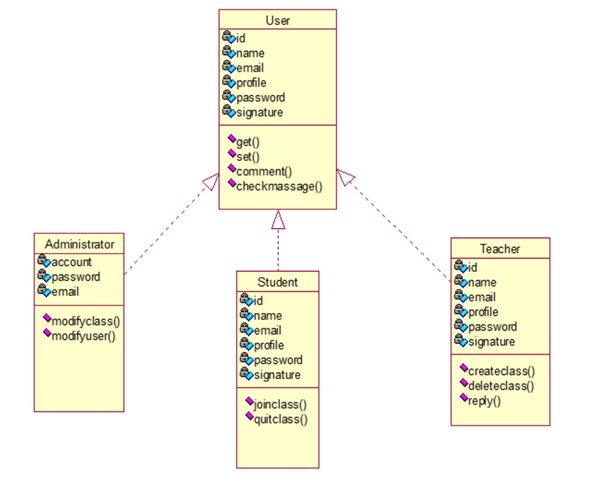 User
id
name
email
profile
password
signature
get()
set()
comment()
checkmassage()
Administrator
account
password
email
modifyclass()
modifyuser()
Student
id
name
email
profile
password
signature
joinclass()
quitclass()
Teacher
id
name
email
profile
password
signature
createclass()
deleteclass()
reply()